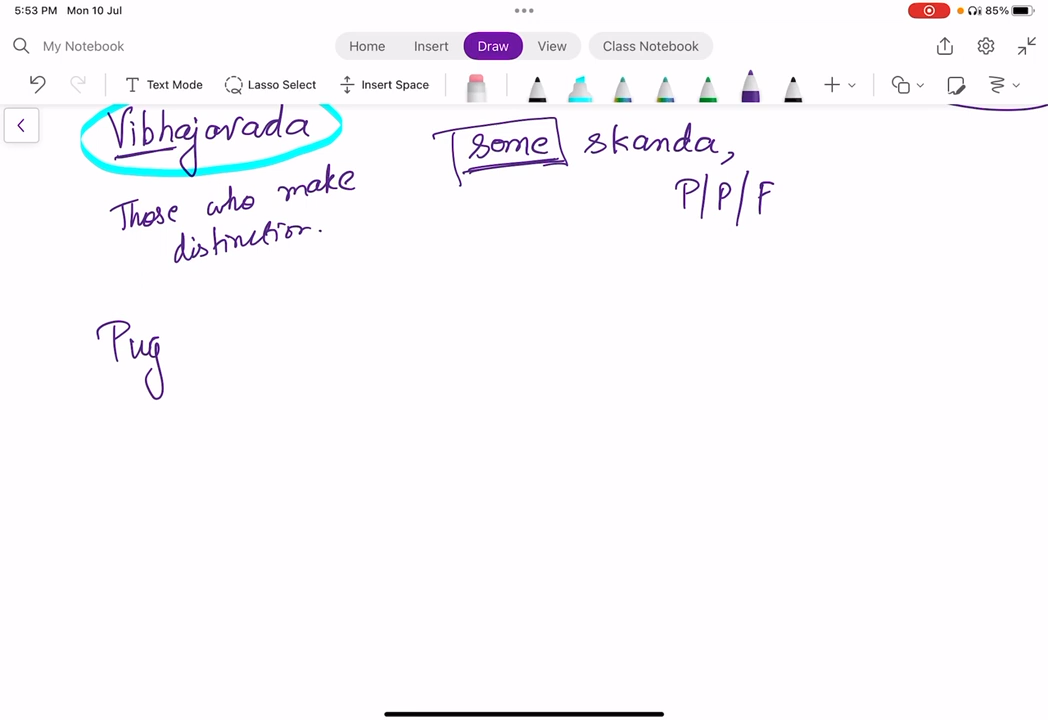 5:53 PM Mon 10 Jul
85%
My Notebook
Home Insert Draw View Class Notebook
Text Mode Lasso Select Insert Space
Vibhajavada
some skanda,
P/P/F
Those who make
distinction.
Pug